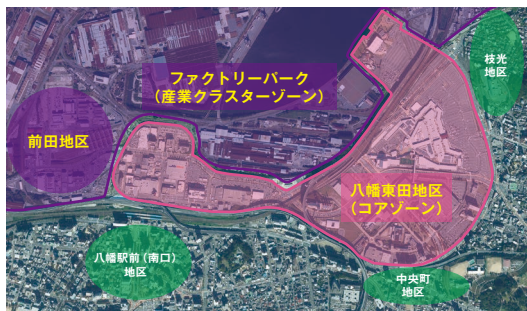 枝光
地区
ファクトリーパーク
（産業クラスターゾーン）
前田地区
八幡東田地区
（コアゾーン）
八幡駅前（南口）
地区
中央町
地区